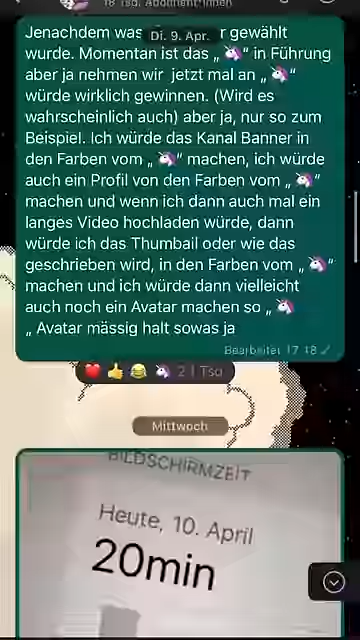 18 Tsd. Abonnent*innen
Di. 9. Apr.
Jenachdem was r gewählt
wurde. Momentan ist das „ 🦄“ in Führung
aber ja nehmen wir jetzt mal an „ 🦄“
würde wirklich gewinnen. (Wird es
wahrscheinlich auch) aber ja, nur so zum
Beispiel. Ich würde das Kanal Banner in
den Farben vom „ 🦄“ machen, ich würde
auch ein Profil von den Farben vom „ 🦄“
machen und wenn ich dann auch mal ein
langes Video hochladen würde, dann
würde ich das Thumbail oder wie das
geschrieben wird, in den Farben vom „ 🦄“
machen und ich würde dann vielleicht
auch noch ein Avatar machen so „ 🦄
„ Avatar mässig halt sowas ja
Bearbeitet 17:18
❤️ 👍 😂 🦄 2.1 Tsd
Mittwoch
BILDSCHIRMZEIT
Heute, 10. April
20min